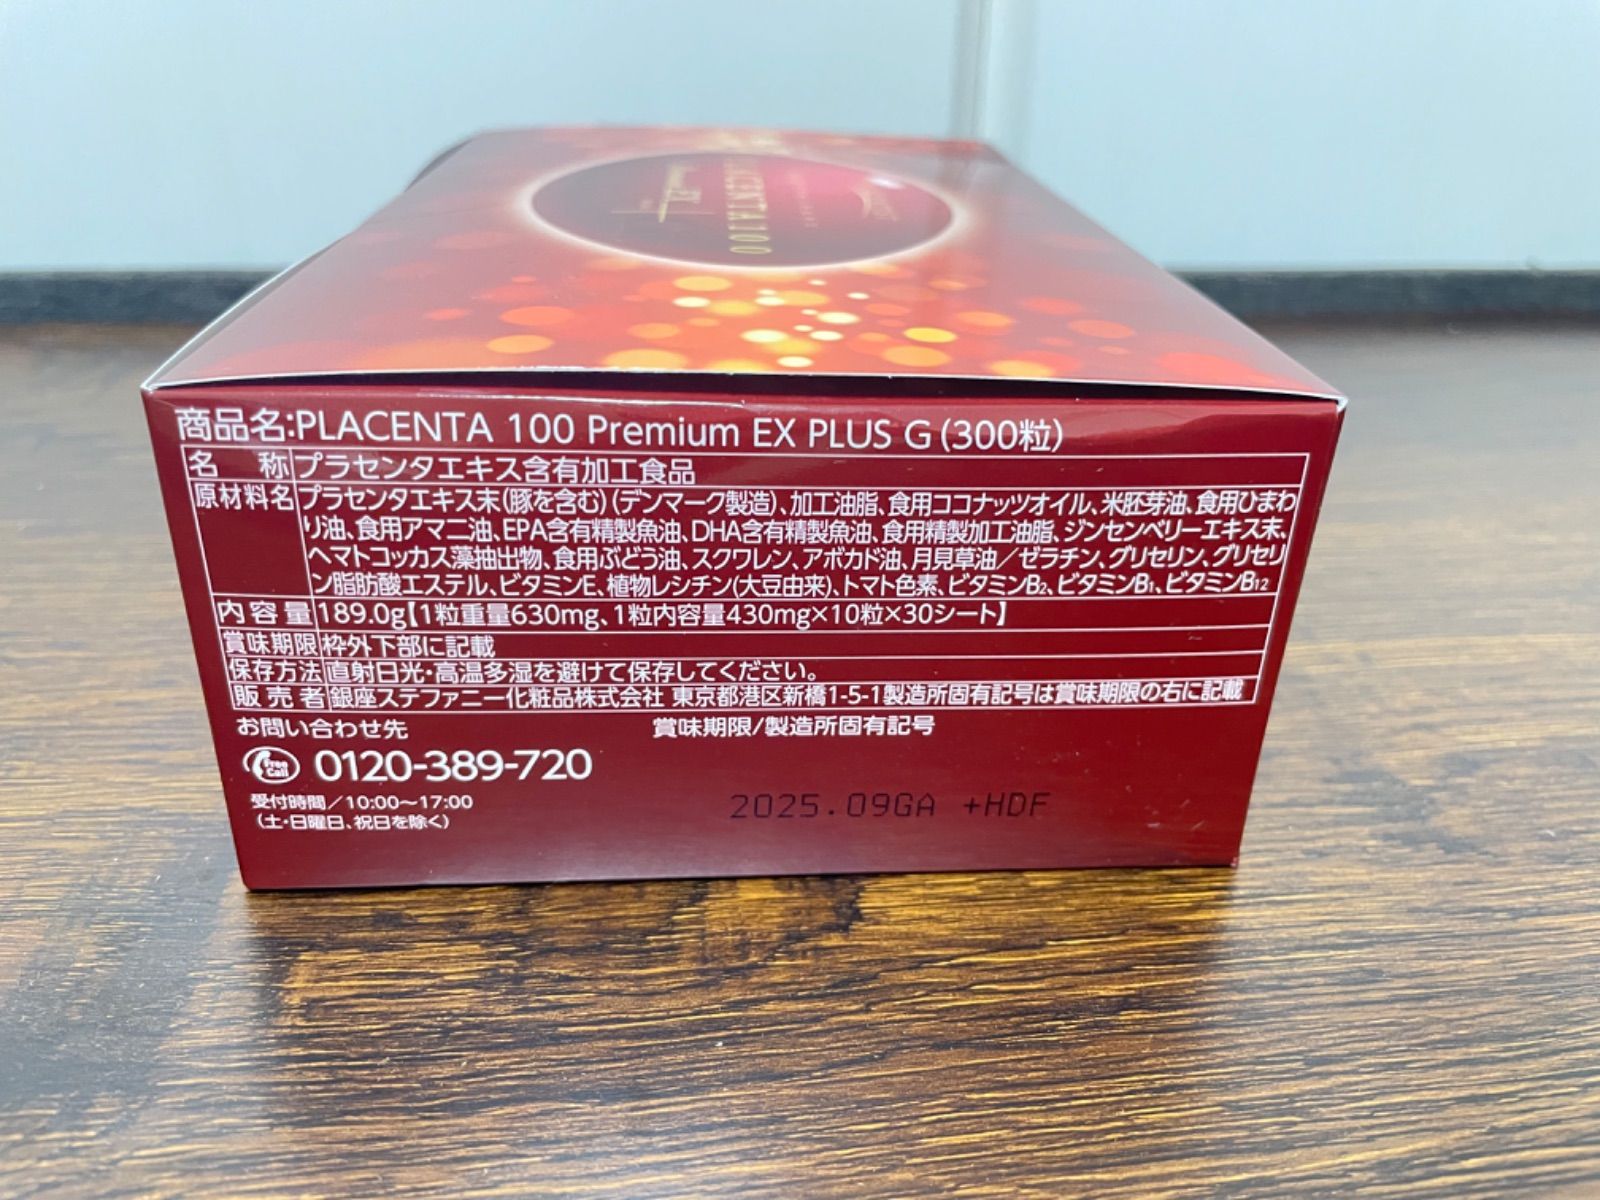 PLACENTA100
商品名:PLACENTA 100 Premium EX PLUS G (300粒)
名 称 プラセンタエキス含有加工食品
原材料名 プラセンタエキス末(豚を含む)(デンマーク製造)、加工油脂、食用ココナッツオイル、米胚芽油、食用ひまわ
り油、食用アマニ油、EPA含有精製魚油、DHA含有精製魚油、食用精製加工油脂、ジンセンベリーエキス末、
ヘマトコッカス藻抽出物、食用ぶどう油、スクワレン、アボカド油、月見草油/ゼラチン、グリセリン、グリセリ
ン脂肪酸エステル、ビタミンE、植物レシチン(大豆由来)、トマト色素、ビタミンB2、ビタミンB1、ビタミンB12
内容量 189.0g【1粒重量630mg、1粒内容量430mg×10粒×30シート】
賞味期限 枠外下部に記載
保存方法 直射日光・高温多湿を避けて保存してください。
販売者 銀座ステファニー化粧品株式会社 東京都港区新橋1-5-1製造所固有記号は賞味期限の右に記載
お問い合わせ先 賞味期限/製造所固有記号
Free Call 0120-389-720
受付時間/10:00〜17:00
(土・日曜日、祝日を除く)
2025.09GA +HDF